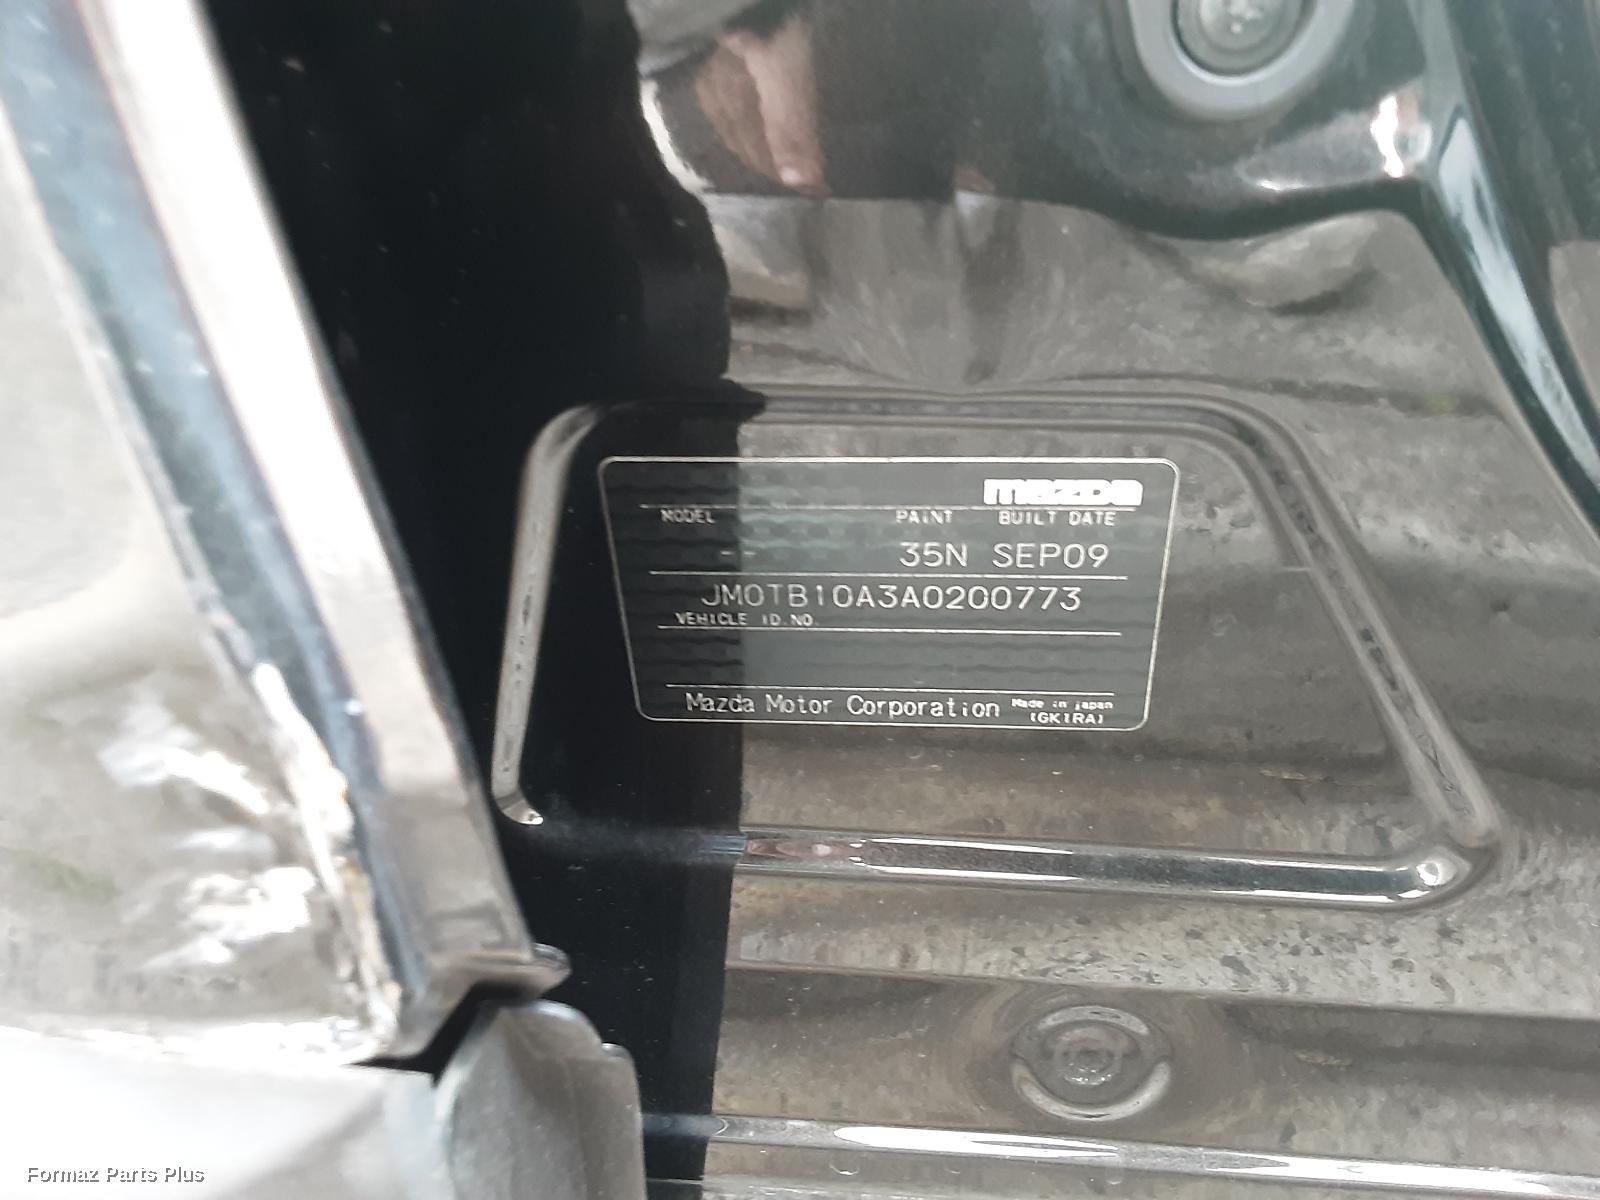 mazda
MODEL PAINT BUILT DATE
-- 35N SEP09
JM0TB10A3A0200773
VEHICLE ID.NO.
Mazda Motor Corporation Made in Japan
(GK1RA)
Formaz Parts Plus